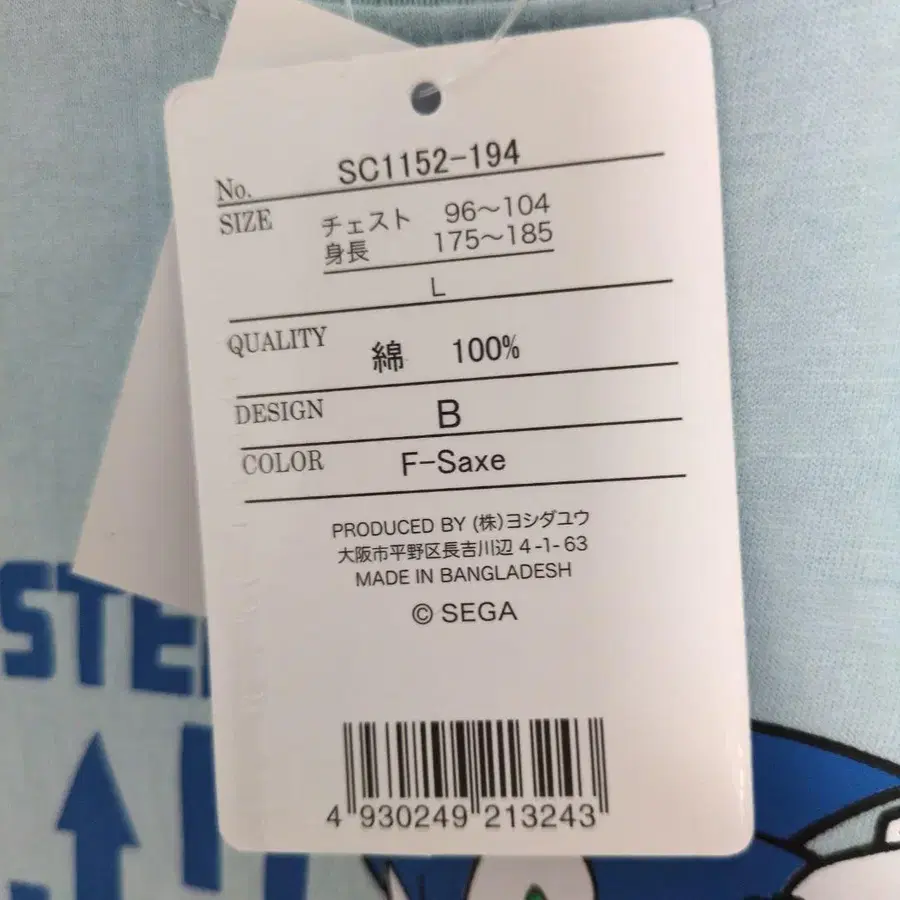 No. SC1152-194
SIZE チェスト 96～104
身長 175～185
L
QUALITY 綿 100%
DESIGN B
COLOR F-Saxe
PRODUCED BY (株)ヨシダユウ
大阪市平野区長吉川辺 4-1-63
MADE IN BANGLADESH
© SEGA
4 930249 213243
STE